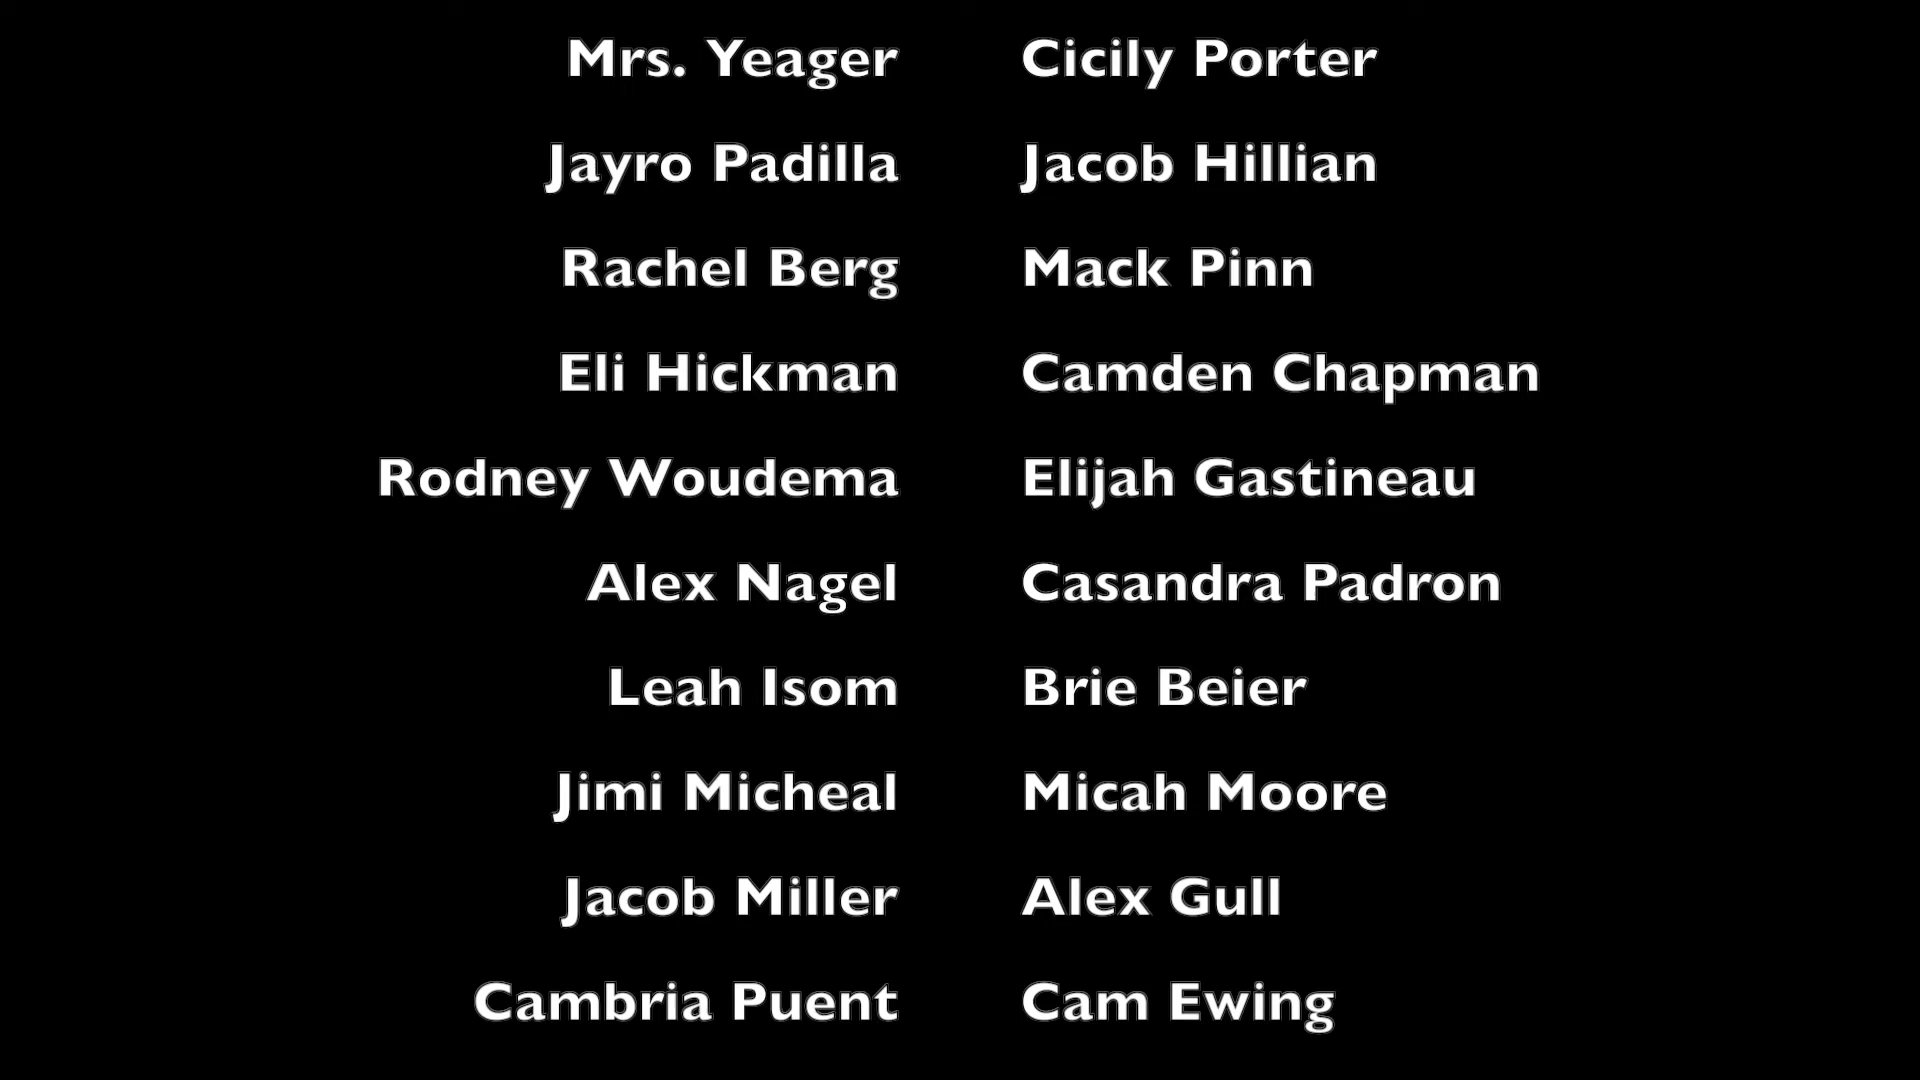 Mrs. Yeager Cicily Porter
Jayro Padilla Jacob Hillian
Rachel Berg Mack Pinn
Eli Hickman Camden Chapman
Rodney Woudema Elijah Gastineau
Alex Nagel Casandra Padron
Leah Isom Brie Beier
Jimi Micheal Micah Moore
Jacob Miller Alex Gull
Cambria Puent Cam Ewing